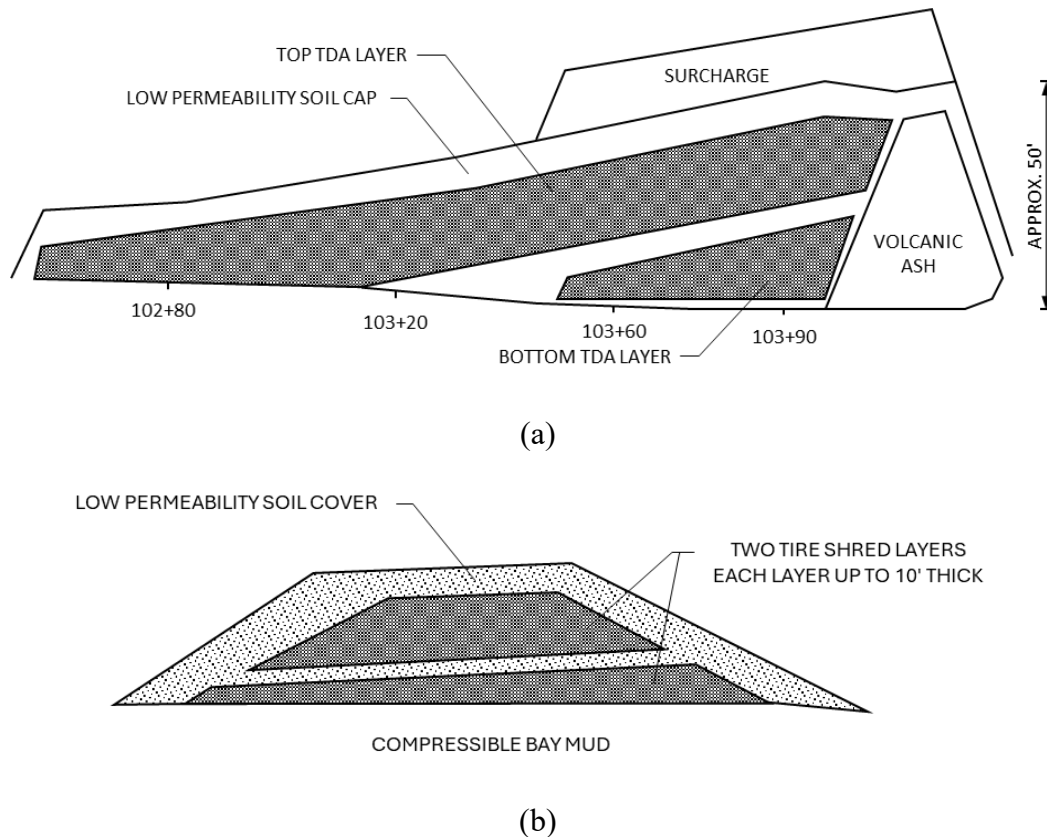 TOP TDA LAYER
LOW PERMEABILITY SOIL CAP
SURCHARGE
APPROX. 50'
VOLCANIC
ASH
102+80
103+20
103+60
103+90
BOTTOM TDA LAYER
(a)
LOW PERMEABILITY SOIL COVER
TWO TIRE SHRED LAYERS
EACH LAYER UP TO 10' THICK
COMPRESSIBLE BAY MUD
(b)